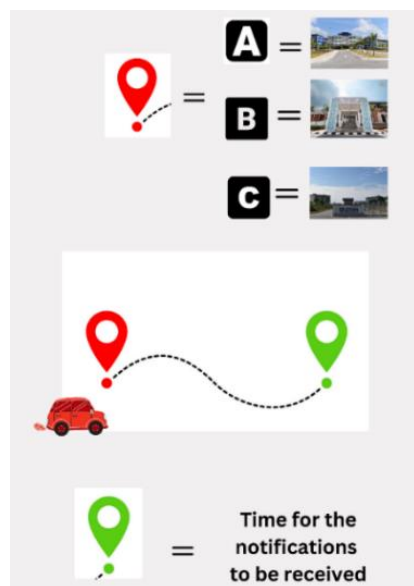 A =
=
B =
C =
=
Time for the
notifications
to be received